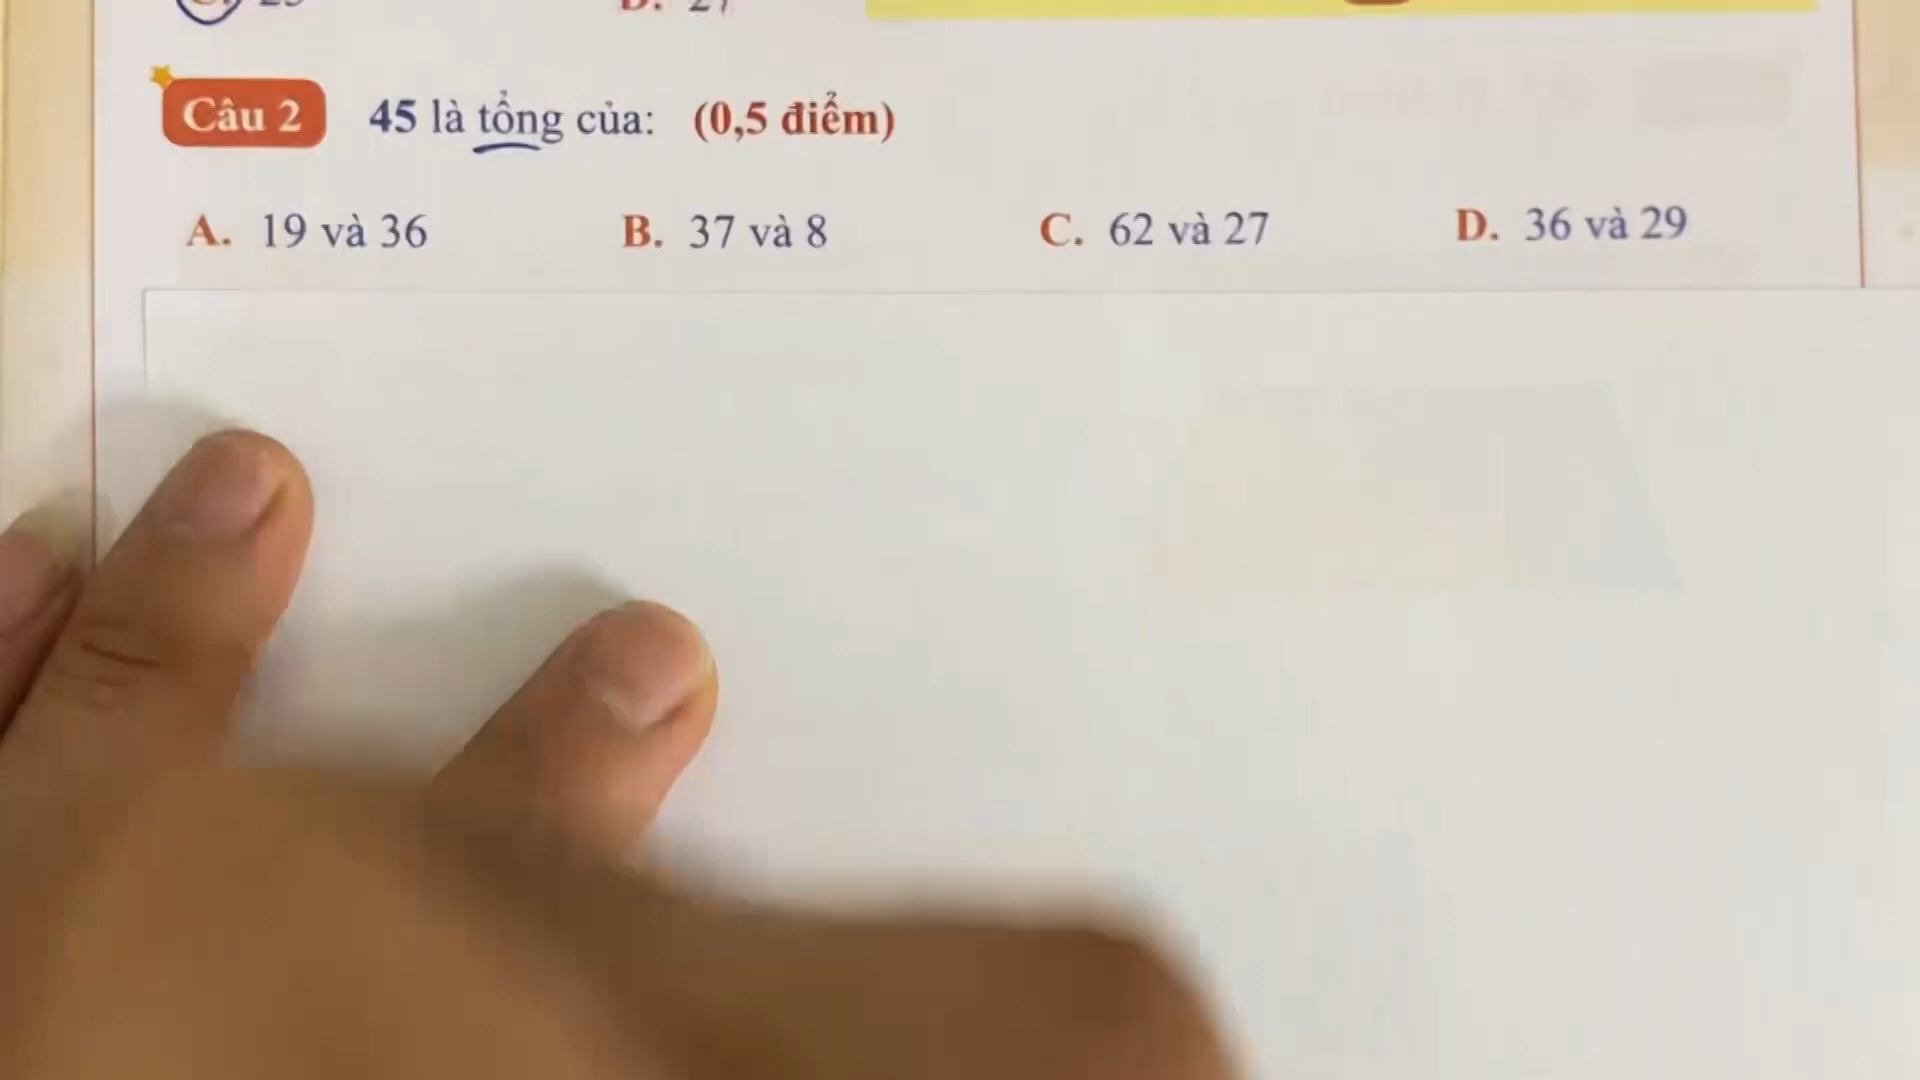 Câu 2 45 là tổng của: (0,5 điểm)
A. 19 và 36 B. 37 và 8 C. 62 và 27 D. 36 và 29